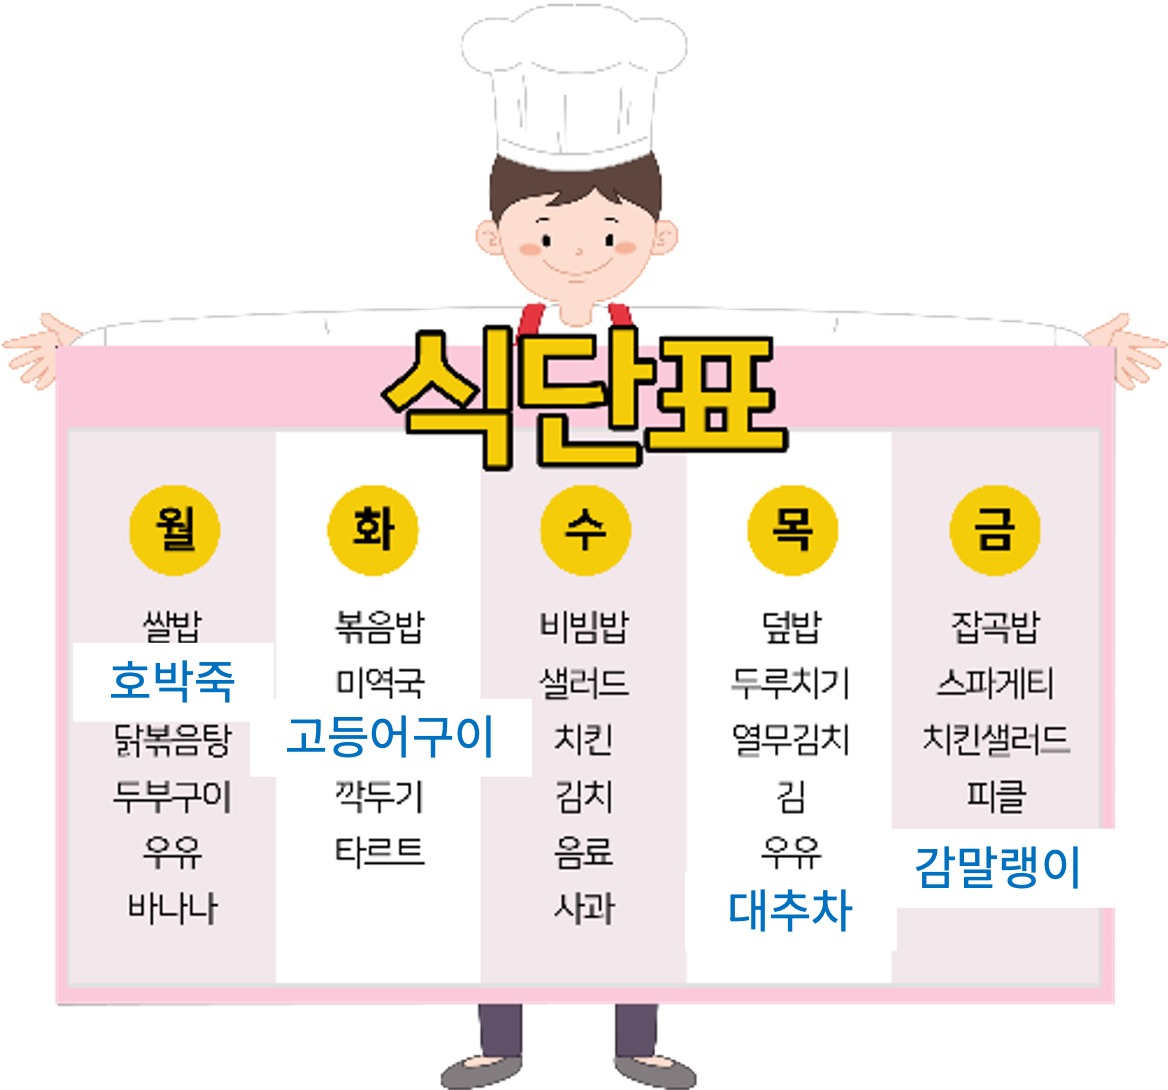 식단표
월
쌀밥
호박죽
닭볶음탕
두부구이
우유
바나나
화
볶음밥
미역국
고등어구이
깍두기
타르트
수
비빔밥
샐러드
치킨
김치
음료
사과
목
덮밥
두루치기
열무김치
김
우유
대추차
금
잡곡밥
스파게티
치킨샐러드
피클
감말랭이